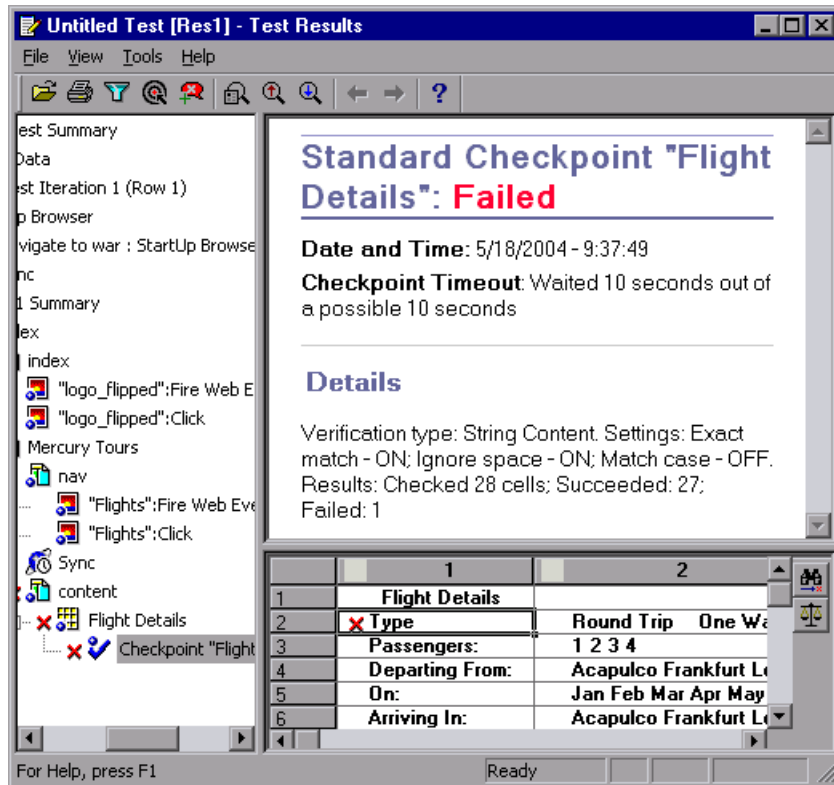 Untitled Test [Res1] - Test Results
File View Tools Help
?
est Summary
Data
est Iteration 1 (Row 1)
p Browser
vigate to war : StartUp Browse
nc
1 Summary
lex
index
"logo_flipped":Fire Web E
"logo_flipped":Click
Mercury Tours
nav
"Flights":Fire Web Eve
"Flights":Click
Sync
content
Flight Details
Checkpoint "Flight
Standard Checkpoint "Flight
Details": Failed
Date and Time: 5/18/2004 - 9:37:49
Checkpoint Timeout: Waited 10 seconds out of
a possible 10 seconds
Details
Verification type: String Content. Settings: Exact
match - ON; Ignore space - ON; Match case - OFF.
Results: Checked 28 cells; Succeeded: 27;
Failed: 1
1 2
1 Flight Details
2 Type Round Trip One Wa
3 Passengers: 1 2 3 4
4 Departing From: Acapulco Frankfurt Lo
5 On: Jan Feb Mar Apr May
6 Arriving In: Acapulco Frankfurt Lo
For Help, press F1
Ready